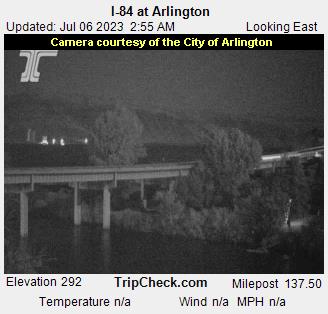 I-84 at Arlington
Updated: Jul 06 2023 2:55 AM Looking East
Camera courtesy of the City of Arlington
Elevation 292 TripCheck.com Milepost 137.50
Temperature n/a Wind n/a MPH n/a